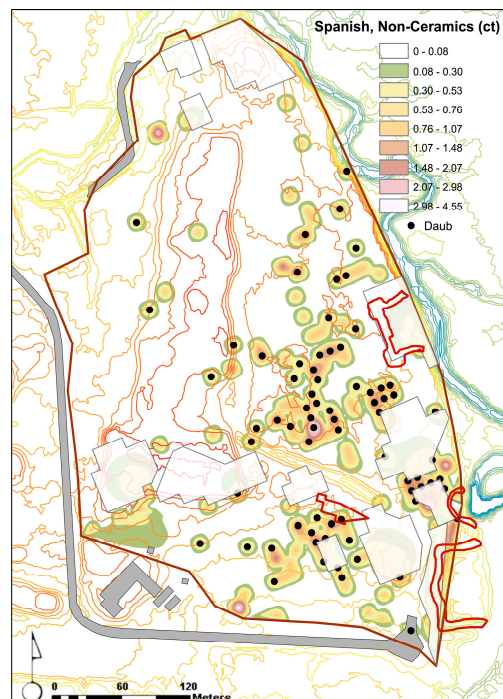 Spanish, Non-Ceramics (ct)
0 - 0.08
0.08 - 0.30
0.30 - 0.53
0.53 - 0.76
0.76 - 1.07
1.07 - 1.48
1.48 - 2.07
2.07 - 2.98
2.98 - 4.55
Daub
0 60 120
Meters